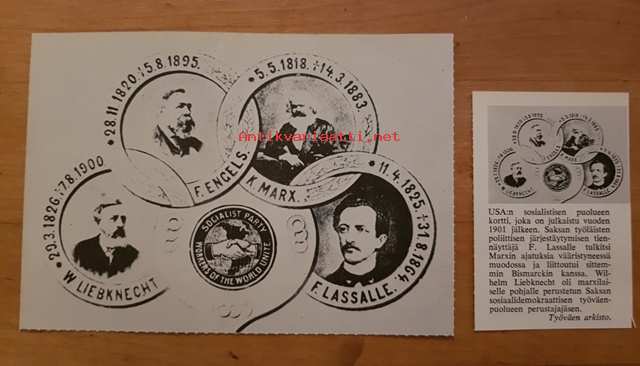 * 28.11.1820. ÷5.8.1895.
F. ENGELS.
* 5.5.1818. ÷14.3.1883
K. MARX.
* 29.3.1826. ÷7.8.1900
W LIEBKNECHT
* 11.4.1825. ÷31.8.1864.
F. LASSALLE.
SOCIALIST PARTY
WORKERS OF THE WORLD UNITE
Antikvariaatti.net
USA:n sosialistisen puolueen
kortti, joka on julkaistu vuoden
1901 jälkeen. Saksan työläisten
poliittisen järjestäytymisen tien-
näyttäjä F. Lassalle tulkitsi
Marxin ajatuksia vääristyneessä
muodossa ja liittoutui sittem-
min Bismarckin kanssa. Wil-
helm Liebknecht oli marxilai-
selle pohjalle perustetun Saksan
sosiaalidemokraattisen työväen-
puolueen perustajajäsen.
Työväen arkisto.